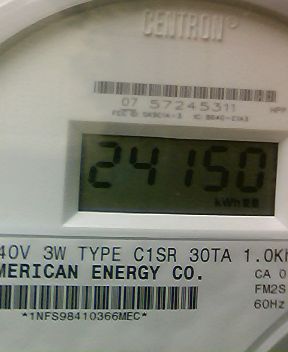 CENTRON
07 57245311
24150
kWh
40V 3W TYPE C1SR 30TA 1.0Kh
MERICAN ENERGY CO.
CA 0
FM2S
60Hz
*1NFS98410366MEC*